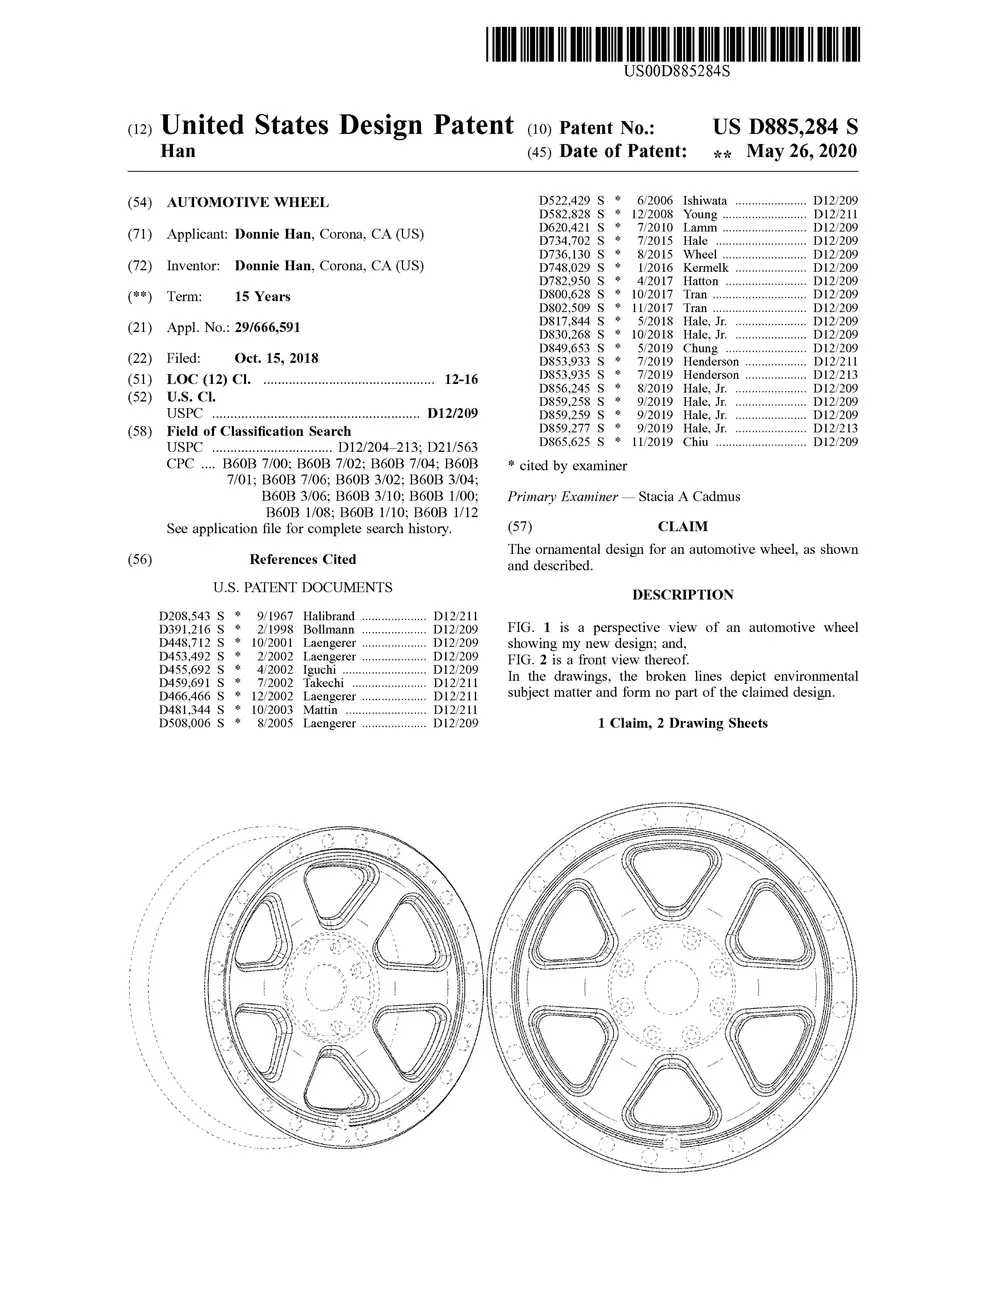 US00D885284S
(12) United States Design Patent
Han
(10) Patent No.: US D885,284 S
(45) Date of Patent: ** May 26, 2020
(54) AUTOMOTIVE WHEEL
(71) Applicant: Donnie Han, Corona, CA (US)
(72) Inventor: Donnie Han, Corona, CA (US)
(**) Term: 15 Years
(21) Appl. No.: 29/666,591
(22) Filed: Oct. 15, 2018
(51) LOC (12) Cl. ................................................ 12-16
(52) U.S. Cl.
USPC ........................................................ D12/209
(58) Field of Classification Search
USPC ................................. D12/204–213; D21/563
CPC .... B60B 7/00; B60B 7/02; B60B 7/04; B60B
7/01; B60B 7/06; B60B 3/02; B60B 3/04;
B60B 3/06; B60B 3/10; B60B 1/00;
B60B 1/08; B60B 1/10; B60B 1/12
See application file for complete search history.
(56) References Cited
U.S. PATENT DOCUMENTS
D208,543 S * 9/1967 Halibrand .................... D12/211
D391,216 S * 2/1998 Bollmann .................... D12/209
D448,712 S * 10/2001 Laengerer .................... D12/209
D453,492 S * 2/2002 Laengerer .................... D12/209
D455,692 S * 4/2002 Iguchi .......................... D12/209
D459,691 S * 7/2002 Takechi ....................... D12/211
D466,466 S * 12/2002 Laengerer .................... D12/211
D481,344 S * 10/2003 Mattin ......................... D12/211
D508,006 S * 8/2005 Laengerer .................... D12/209
D522,429 S * 6/2006 Ishiwata ...................... D12/209
D582,828 S * 12/2008 Young .......................... D12/211
D620,421 S * 7/2010 Lamm .......................... D12/209
D734,702 S * 7/2015 Hale ............................ D12/209
D736,130 S * 8/2015 Wheel .......................... D12/209
D748,029 S * 1/2016 Kermelk ...................... D12/209
D782,950 S * 4/2017 Hatton ......................... D12/209
D800,628 S * 10/2017 Tran ............................. D12/209
D802,509 S * 11/2017 Tran ............................. D12/209
D817,844 S * 5/2018 Hale, Jr. ...................... D12/209
D830,268 S * 10/2018 Hale, Jr. ...................... D12/209
D849,653 S * 5/2019 Chung ......................... D12/209
D853,933 S * 7/2019 Henderson ................... D12/211
D853,935 S * 7/2019 Henderson ................... D12/213
D856,245 S * 8/2019 Hale, Jr. ...................... D12/209
D859,258 S * 9/2019 Hale, Jr. ...................... D12/209
D859,259 S * 9/2019 Hale, Jr. ...................... D12/209
D859,277 S * 9/2019 Hale, Jr. ...................... D12/213
D865,625 S * 11/2019 Chiu ............................ D12/209
* cited by examiner
Primary Examiner — Stacia A Cadmus
(57) CLAIM
The ornamental design for an automotive wheel, as shown
and described.
DESCRIPTION
FIG. 1 is a perspective view of an automotive wheel
showing my new design; and,
FIG. 2 is a front view thereof.
In the drawings, the broken lines depict environmental
subject matter and form no part of the claimed design.
1 Claim, 2 Drawing Sheets